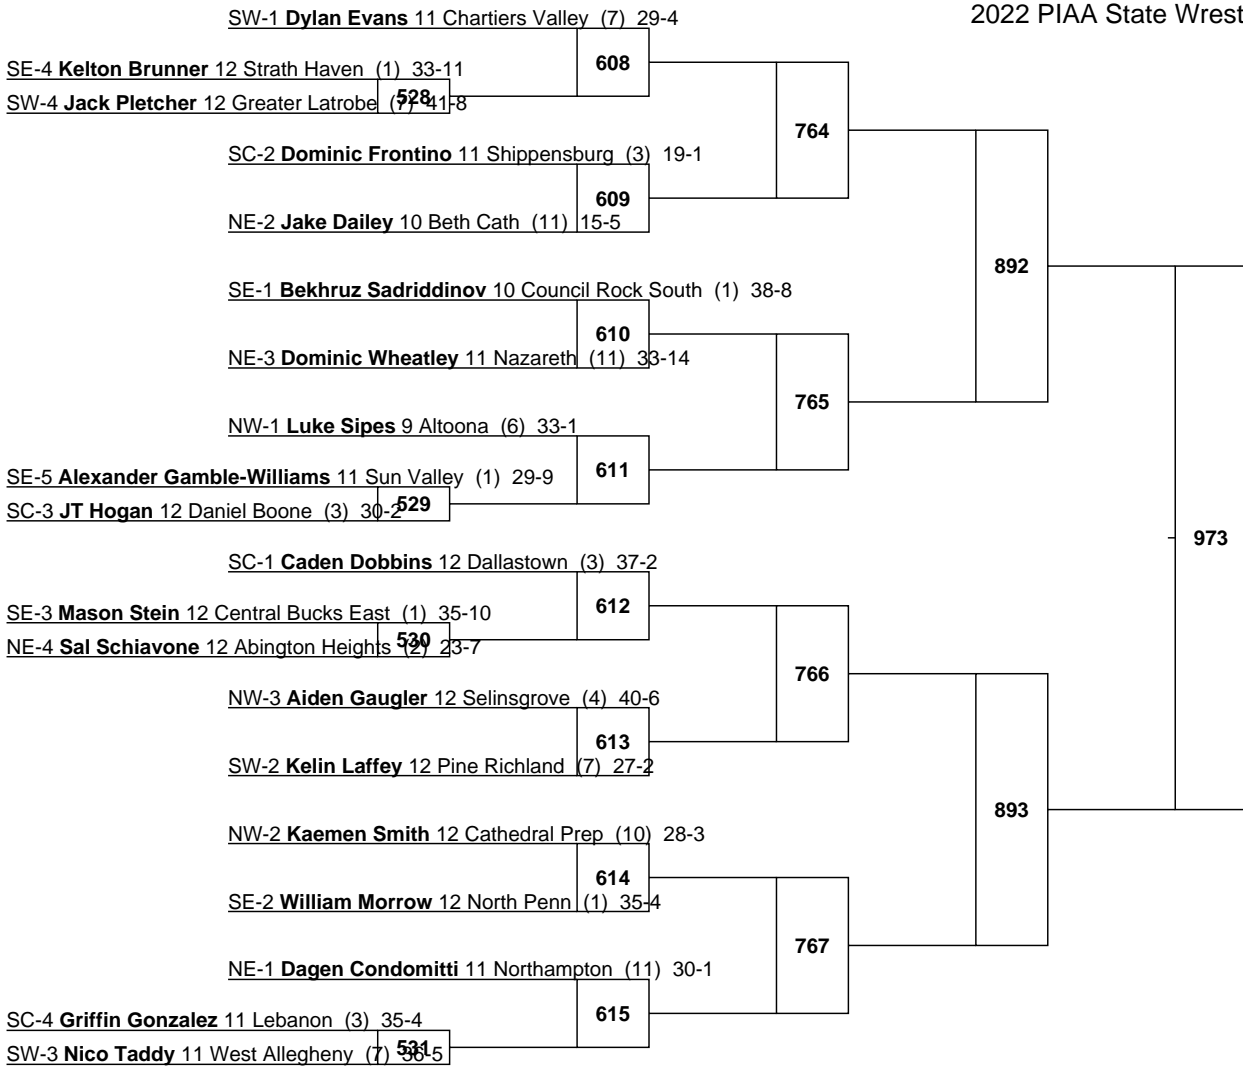 SW-1 Dylan Evans 11 Chartiers Valley (7) 29-4
2022 PIAA State Wrest
608
SE-4 Kelton Brunner 12 Strath Haven (1) 33-11
528
SW-4 Jack Pletcher 12 Greater Latrobe (7) 41-8
764
SC-2 Dominic Frontino 11 Shippensburg (3) 19-1
609
NE-2 Jake Dailey 10 Beth Cath (11) 15-5
892
SE-1 Bekhruz Sadriddinov 10 Council Rock South (1) 38-8
610
NE-3 Dominic Wheatley 11 Nazareth (11) 33-14
765
NW-1 Luke Sipes 9 Altoona (6) 33-1
611
SE-5 Alexander Gamble-Williams 11 Sun Valley (1) 29-9
529
SC-3 JT Hogan 12 Daniel Boone (3) 30-2
973
SC-1 Caden Dobbins 12 Dallastown (3) 37-2
612
SE-3 Mason Stein 12 Central Bucks East (1) 35-10
530
NE-4 Sal Schiavone 12 Abington Heights (2) 23-7
766
NW-3 Aiden Gaugler 12 Selinsgrove (4) 40-6
613
SW-2 Kelin Laffey 12 Pine Richland (7) 27-2
893
NW-2 Kaemen Smith 12 Cathedral Prep (10) 28-3
614
SE-2 William Morrow 12 North Penn (1) 35-4
767
NE-1 Dagen Condomitti 11 Northampton (11) 30-1
615
SC-4 Griffin Gonzalez 11 Lebanon (3) 35-4
531
SW-3 Nico Taddy 11 West Allegheny (7)